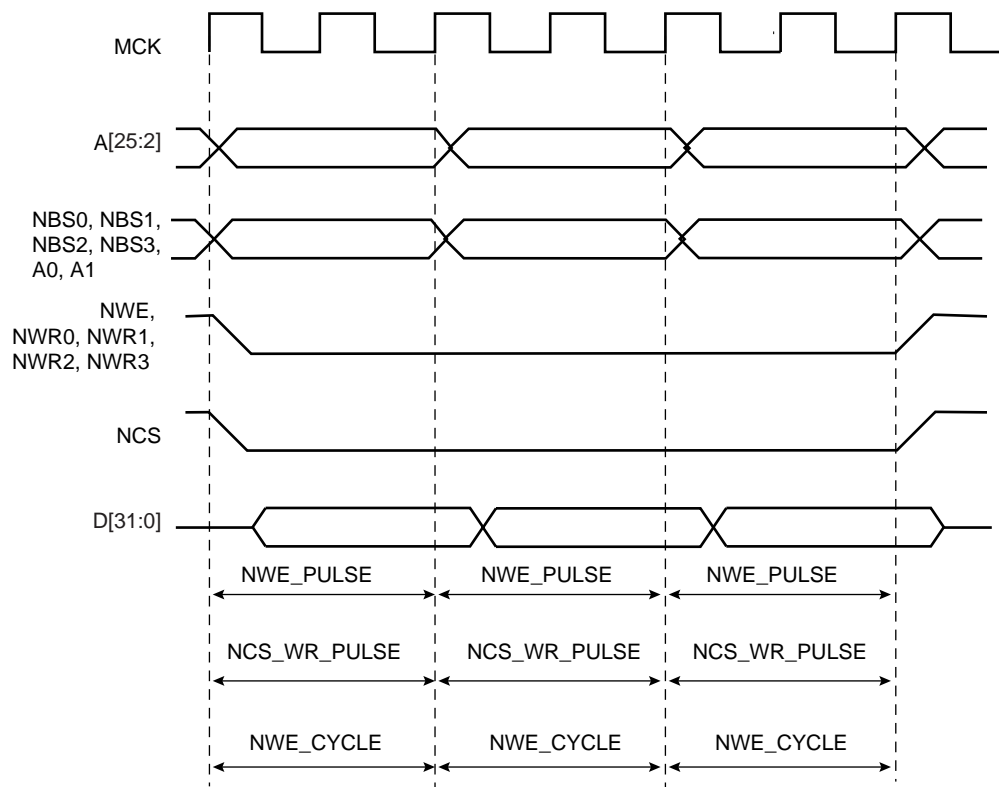 MCK
A[25:2]
NBS0, NBS1,
NBS2, NBS3,
A0, A1
NWE,
NWR0, NWR1,
NWR2, NWR3
NCS
D[31:0]
NWE_PULSE NWE_PULSE NWE_PULSE
NCS_WR_PULSE NCS_WR_PULSE NCS_WR_PULSE
NWE_CYCLE NWE_CYCLE NWE_CYCLE